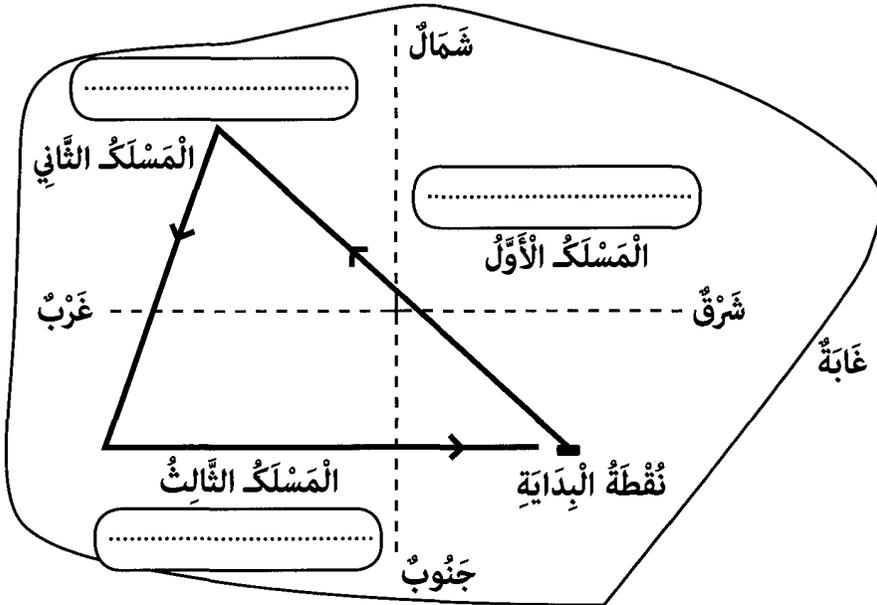 شَمَالٌ
الْمَسْلَكُـ الثَّانِي
الْمَسْلَكُـ الْأَوَّلُ
شَرْقٌ
غَرْبٌ
غَابَةٌ
الْمَسْلَكُـ الثَّالِثُ
نُقْطَةُ الْبِدَايَةِ
جَنُوبٌ